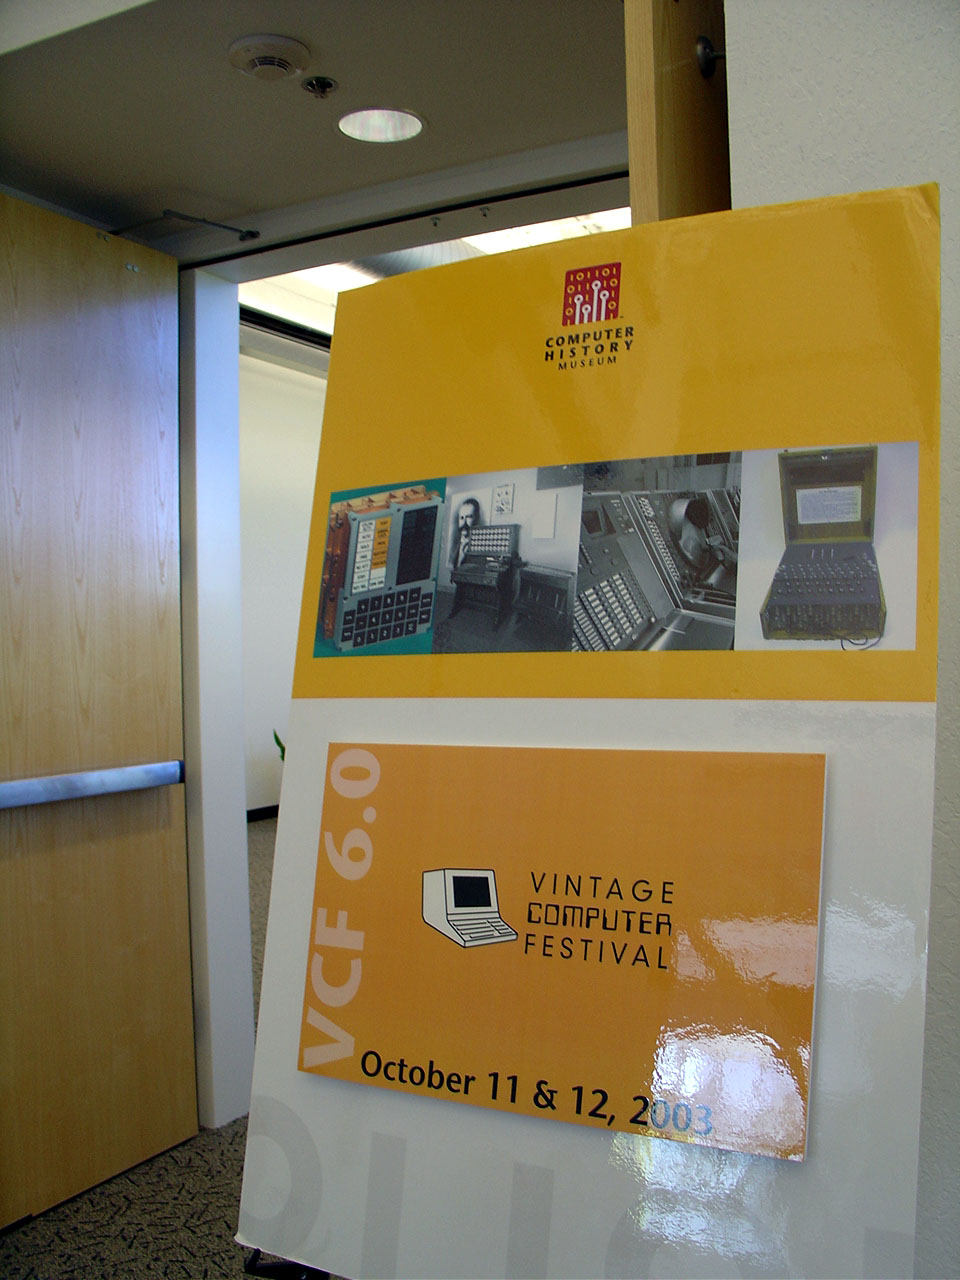 COMPUTER
HISTORY
MUSEUM
VCF 6.0
VINTAGE
COMPUTER
FESTIVAL
October 11 & 12, 2003